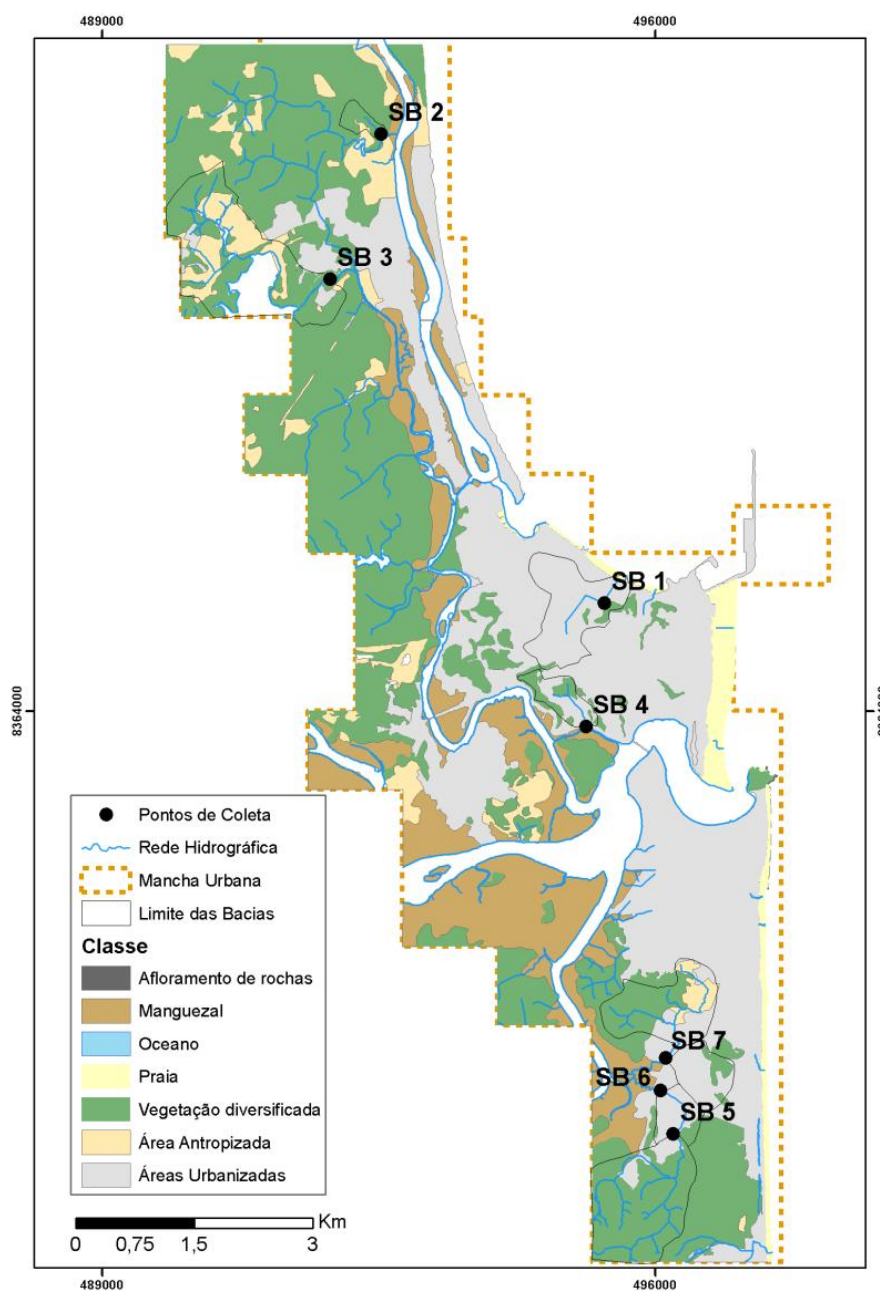 489000
496000
SB 2
SB 3
SB 1
SB 4
8364000
8364000
Pontos de Coleta
Rede Hidrográfica
Mancha Urbana
Limite das Bacias
Classe
Afloramento de rochas
Manguezal
Oceano
Praia
Vegetação diversificada
Área Antropizada
Áreas Urbanizadas
SB 7
SB 6
SB 5
Km
0
0,75
1,5
3
489000
496000